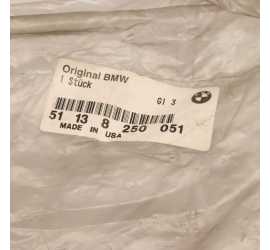 Original BMW
1 Stück GI 3
51 13 8 250 051
MADE IN USA